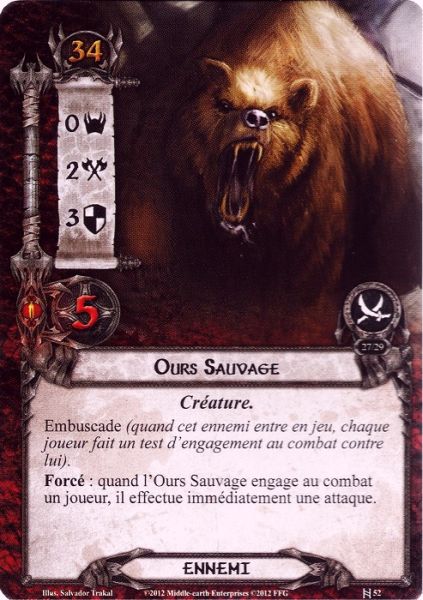 34
0
2
3
5
27/29
Ours Sauvage
Créature.
Embuscade (quand cet ennemi entre en jeu, chaque
joueur fait un test d'engagement au combat contre
lui).
Forcé : quand l'Ours Sauvage engage au combat
un joueur, il effectue immédiatement une attaque.
ENNEMI
Illus. Salvador Trakal ©2012 Middle-earth Enterprises ©2012 FFG 52